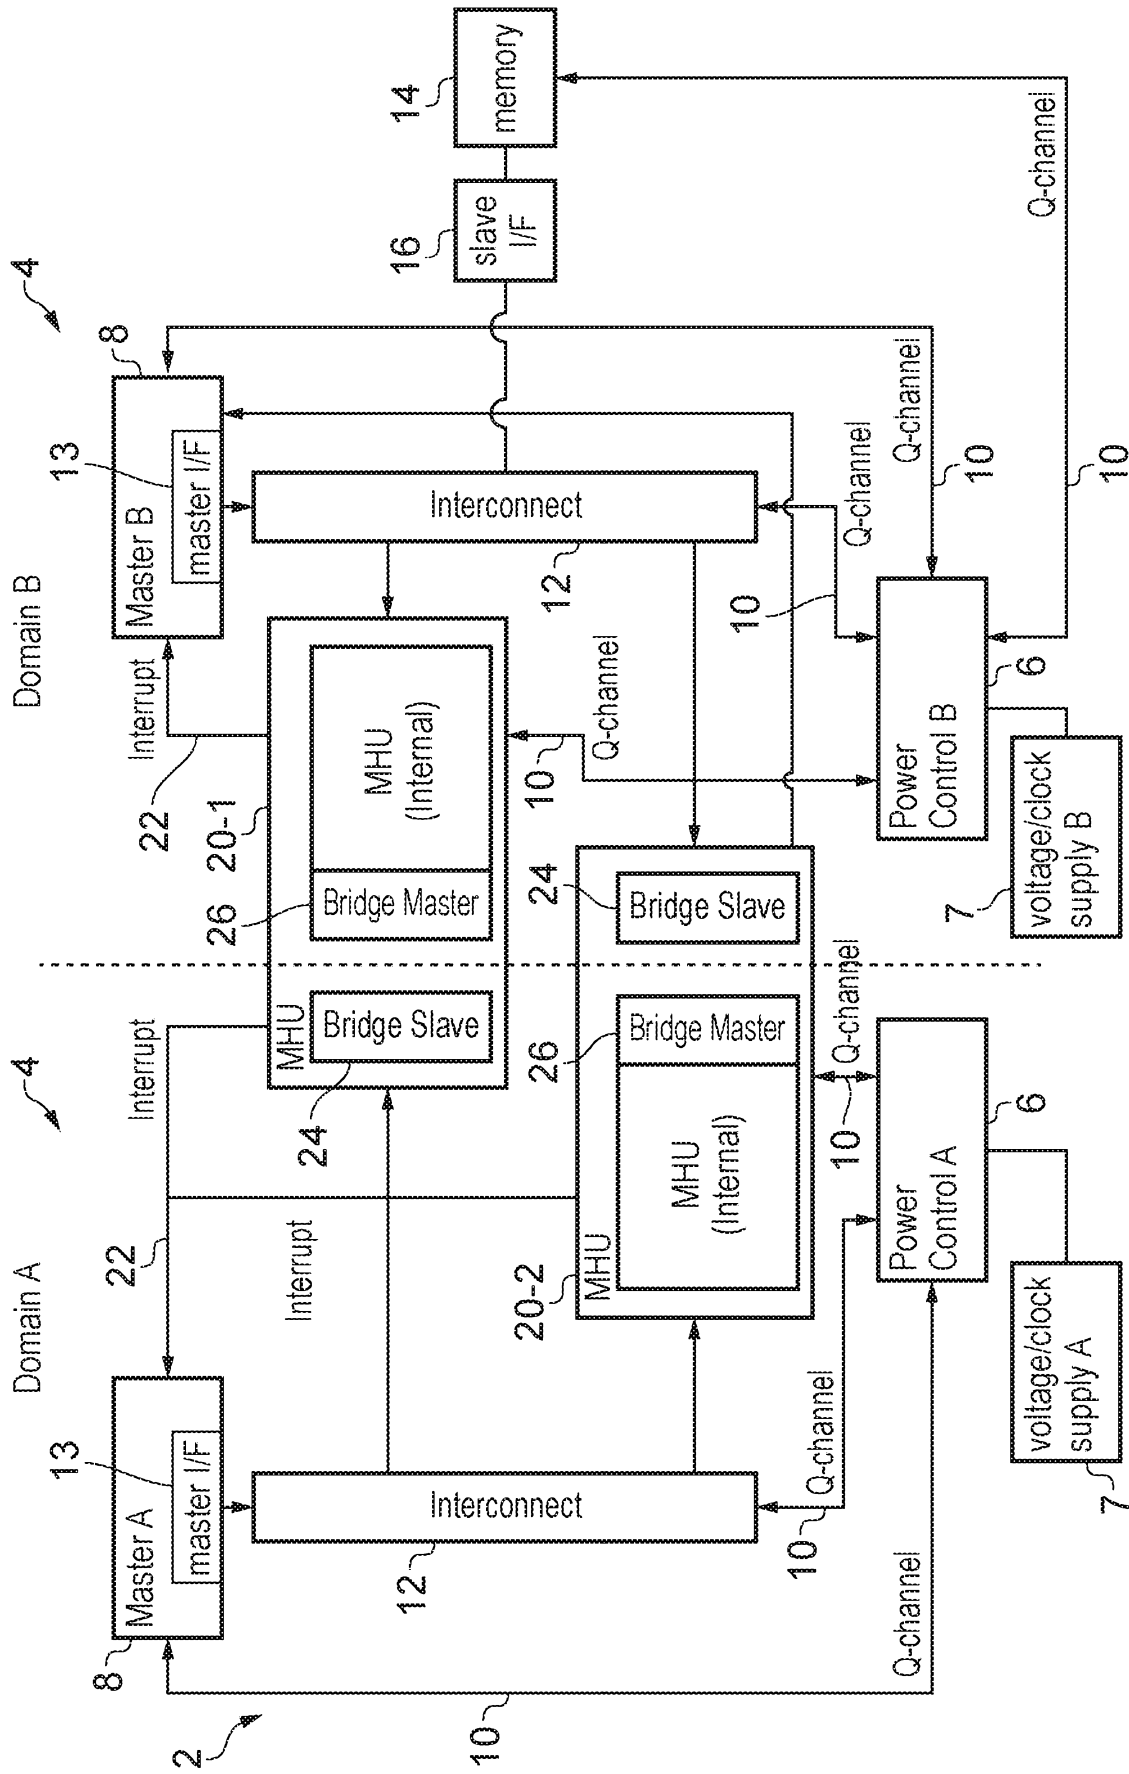 Domain A
Domain B
4
4
2
8
Master A
13
master I/F
22
Interrupt
Interrupt
22
Interrupt
8
Master B
13
master I/F
12
Interconnect
Interrupt
MHU
24
Bridge Slave
26
Bridge Master
20-1
MHU
(Internal)
12
Interconnect
16
slave
I/F
14
memory
10
20-2
MHU
MHU
(Internal)
26
Bridge Master
24
Bridge Slave
10
Q-channel
10
Q-channel
10
Q-channel
10
Q-channel
Q-channel
Power
Control A
6
Power
Control B
6
Q-channel
10
Q-channel
10
7
voltage/clock
supply A
7
voltage/clock
supply B